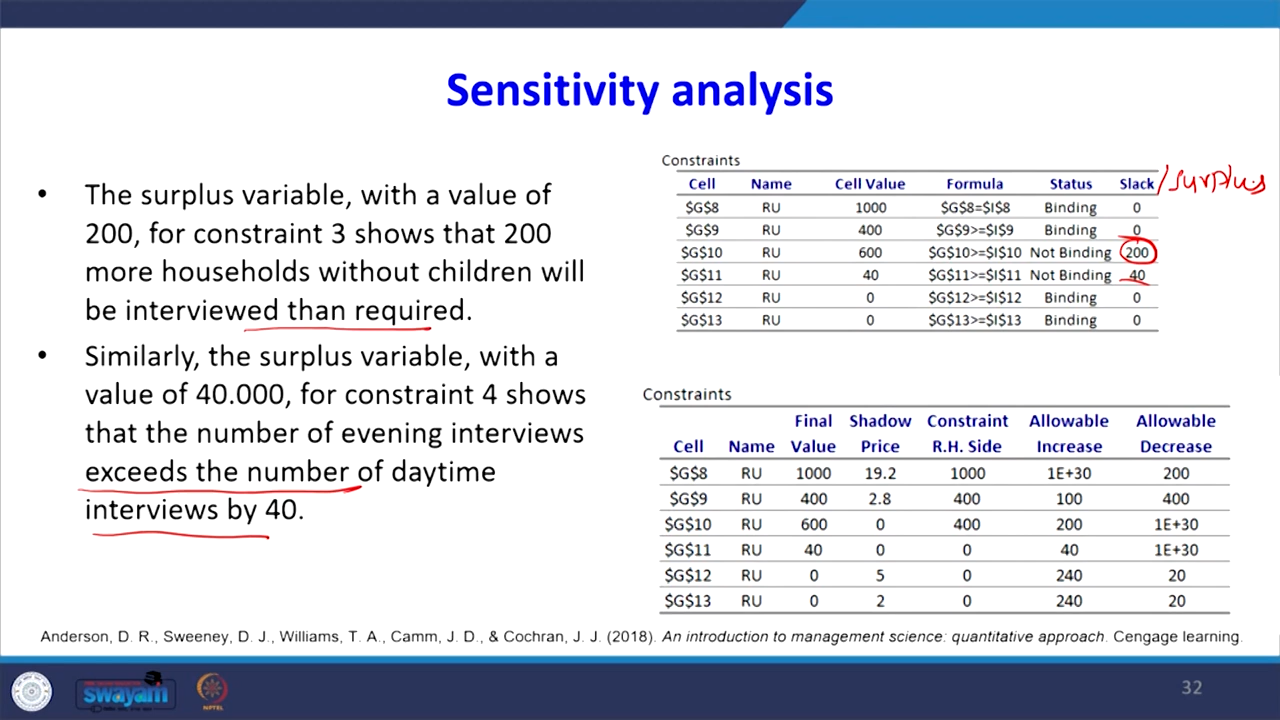 Sensitivity analysis
• The surplus variable, with a value of
200, for constraint 3 shows that 200
more households without children will
be interviewed than required.
• Similarly, the surplus variable, with a
value of 40.000, for constraint 4 shows
that the number of evening interviews
exceeds the number of daytime
interviews by 40.
Constraints
Cell Name Cell Value Formula Status Slack /surplus
$G$8 RU 1000 $G$8=$I$8 Binding 0
$G$9 RU 400 $G$9>=$I$9 Binding 0
$G$10 RU 600 $G$10>=$I$10 Not Binding 200
$G$11 RU 40 $G$11>=$I$11 Not Binding 40
$G$12 RU 0 $G$12>=$I$12 Binding 0
$G$13 RU 0 $G$13>=$I$13 Binding 0
Constraints
Final Shadow Constraint Allowable Allowable
Cell Name Value Price R.H. Side Increase Decrease
$G$8 RU 1000 19.2 1000 1E+30 200
$G$9 RU 400 2.8 400 100 400
$G$10 RU 600 0 400 200 1E+30
$G$11 RU 40 0 0 40 1E+30
$G$12 RU 0 5 0 240 20
$G$13 RU 0 2 0 240 20
Anderson, D. R., Sweeney, D. J., Williams, T. A., Camm, J. D., & Cochran, J. J. (2018). An introduction to management science: quantitative approach. Cengage learning.
swayam
NPTEL
32